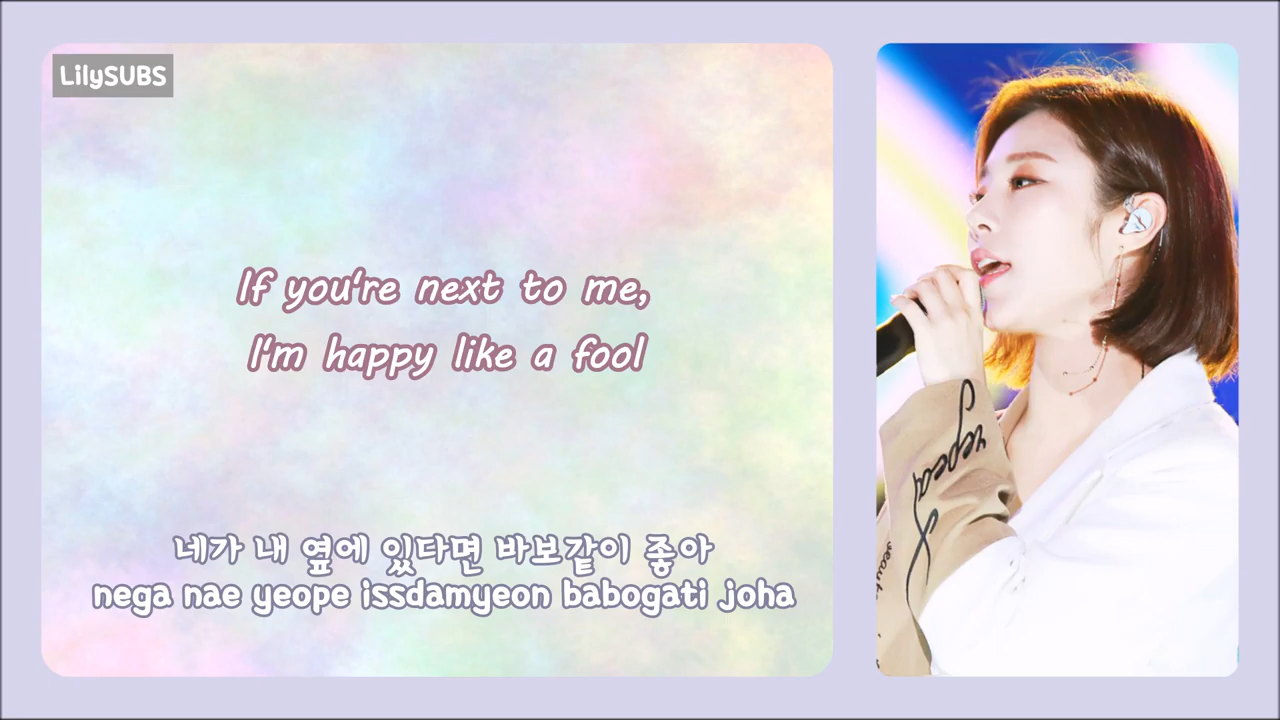 LilySUBS
If you're next to me,
I'm happy like a fool
네가 내 옆에 있다면 바보같이 좋아
nega nae yeope issdamyeon babogati joha